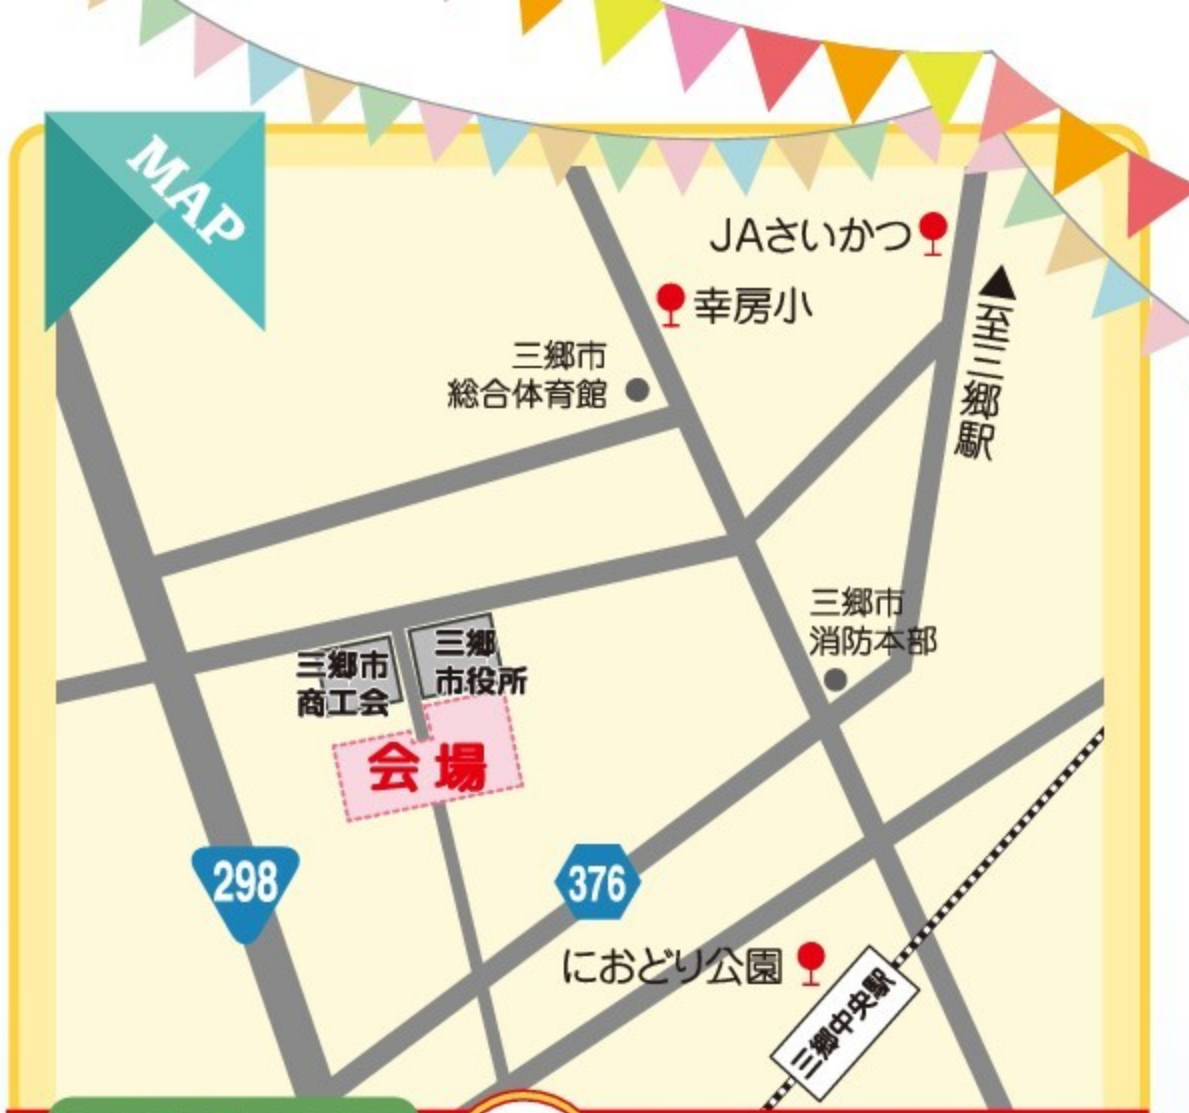 MAP
JAさいかつ
幸房小
至三郷駅
三郷市
総合体育館
三郷市
消防本部
三郷市
商工会
三郷
市役所
会場
298
376
におどり公園
三郷中央駅